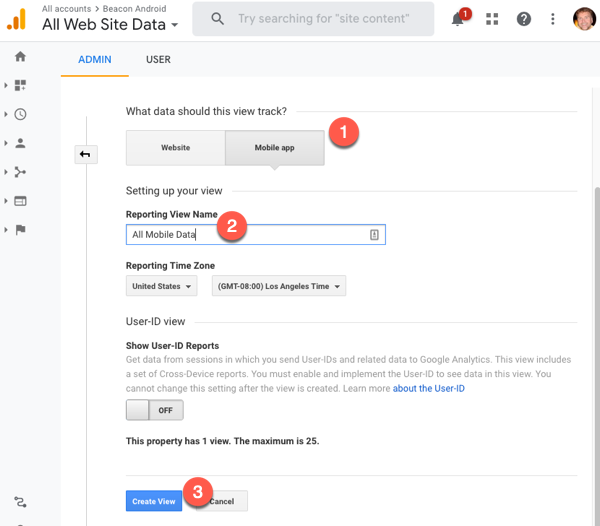 All accounts > Beacon Android
All Web Site Data
Try searching for "site content"
1
ADMIN USER
What data should this view track?
1
Website Mobile app
Setting up your view
Reporting View Name
2
All Mobile Data
Reporting Time Zone
United States (GMT-08:00) Los Angeles Time
User-ID view
Show User-ID Reports
Get data from sessions in which you send User-IDs and related data to Google Analytics. This view includes
a set of Cross-Device reports. You must enable and implement the User-ID to see data in this view. You
cannot change this setting after the view is created. Learn more about the User-ID
OFF
This property has 1 view. The maximum is 25.
3
Create View Cancel